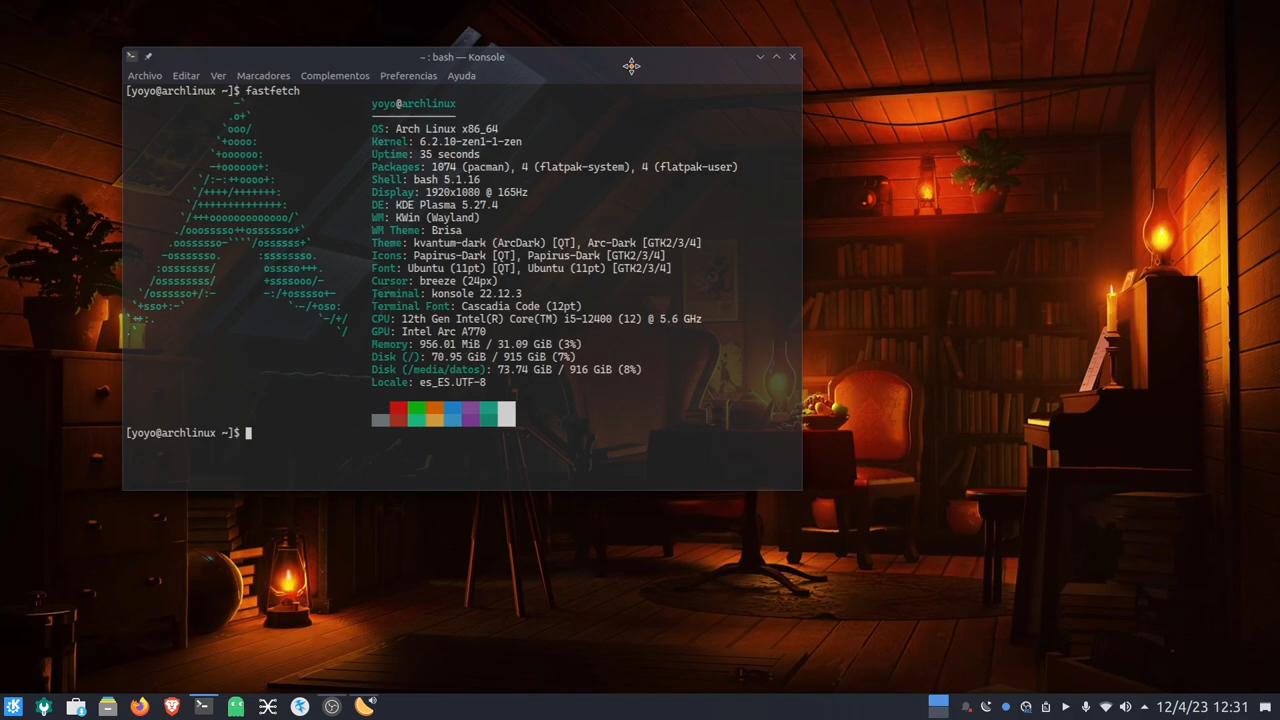 ~ : bash — Konsole
Archivo Editar Ver Marcadores Complementos Preferencias Ayuda
[yoyo@archlinux ~]$ fastfetch
yoyo@archlinux
OS: Arch Linux x86_64
Kernel: 6.2.10-zen1-1-zen
Uptime: 35 seconds
Packages: 1074 (pacman), 4 (flatpak-system), 4 (flatpak-user)
Shell: bash 5.1.16
Display: 1920x1080 @ 165Hz
DE: KDE Plasma 5.27.4
WM: KWin (Wayland)
WM Theme: Brisa
Theme: kvantum-dark (ArcDark) [QT], Arc-Dark [GTK2/3/4]
Icons: Papirus-Dark [QT], Papirus-Dark [GTK2/3/4]
Font: Ubuntu (11pt) [QT], Ubuntu (11pt) [GTK2/3/4]
Cursor: breeze (24px)
Terminal: konsole 22.12.3
Terminal Font: Cascadia Code (12pt)
CPU: 12th Gen Intel(R) Core(TM) i5-12400 (12) @ 5.6 GHz
GPU: Intel Arc A770
Memory: 956.01 MiB / 31.09 GiB (3%)
Disk (/): 70.95 GiB / 915 GiB (7%)
Disk (/media/datos): 73.74 GiB / 916 GiB (8%)
Locale: es_ES.UTF-8
[yoyo@archlinux ~]$
12/4/23 12:31